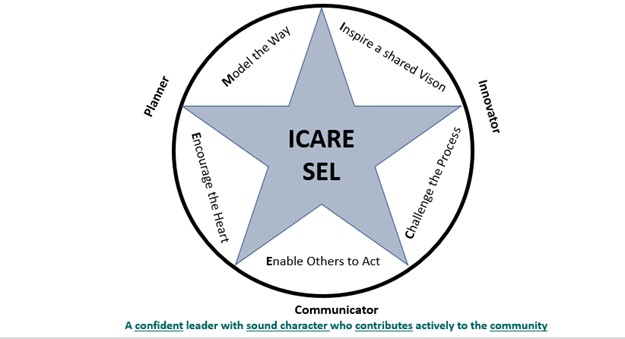 Model the Way
Inspire a shared Vison
Planner
Innovator
ICARE
SEL
Encourage the Heart
Challenge the Process
Enable Others to Act
Communicator
A confident leader with sound character who contributes actively to the community